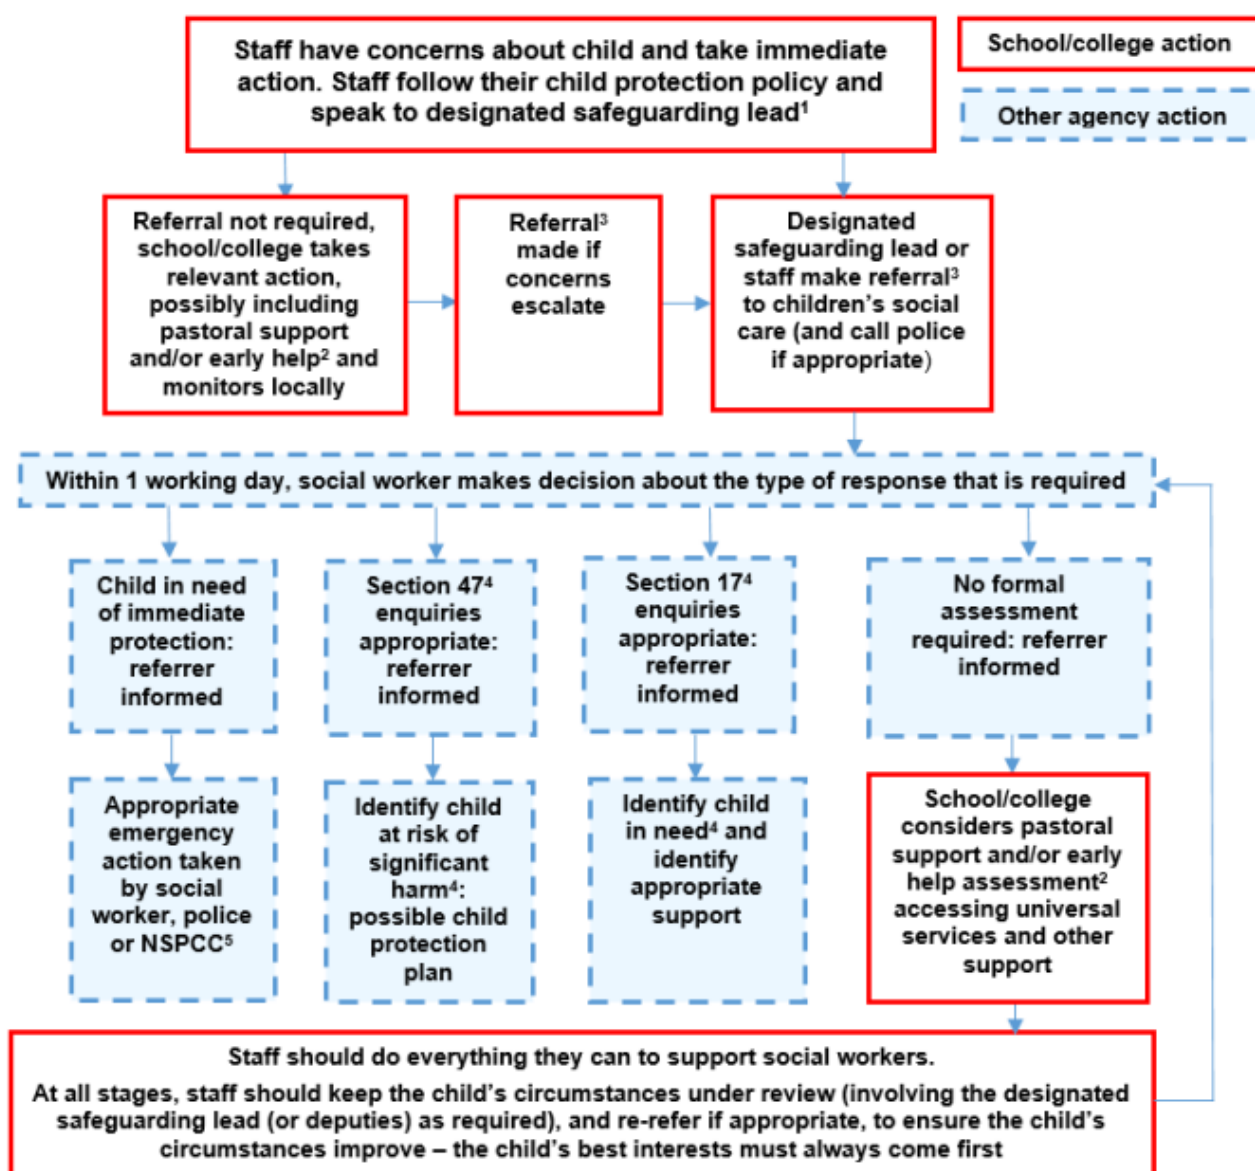 Staff have concerns about child and take immediate
action. Staff follow their child protection policy and
speak to designated safeguarding lead¹
School/college action
Other agency action
Referral not required,
school/college takes
relevant action,
possibly including
pastoral support
and/or early help² and
monitors locally
Referral³
made if
concerns
escalate
Designated
safeguarding lead or
staff make referral³
to children’s social
care (and call police
if appropriate)
Within 1 working day, social worker makes decision about the type of response that is required
Child in need
of immediate
protection:
referrer
informed
Section 47⁴
enquiries
appropriate:
referrer
informed
Section 17⁴
enquiries
appropriate:
referrer
informed
No formal
assessment
required: referrer
informed
Appropriate
emergency
action taken
by social
worker, police
or NSPCC⁵
Identify child
at risk of
significant
harm⁴:
possible child
protection
plan
Identify child
in need⁴ and
identify
appropriate
support
School/college
considers pastoral
support and/or early
help assessment²
accessing universal
services and other
support
Staff should do everything they can to support social workers.
At all stages, staff should keep the child’s circumstances under review (involving the designated
safeguarding lead (or deputies) as required), and re-refer if appropriate, to ensure the child’s
circumstances improve – the child’s best interests must always come first